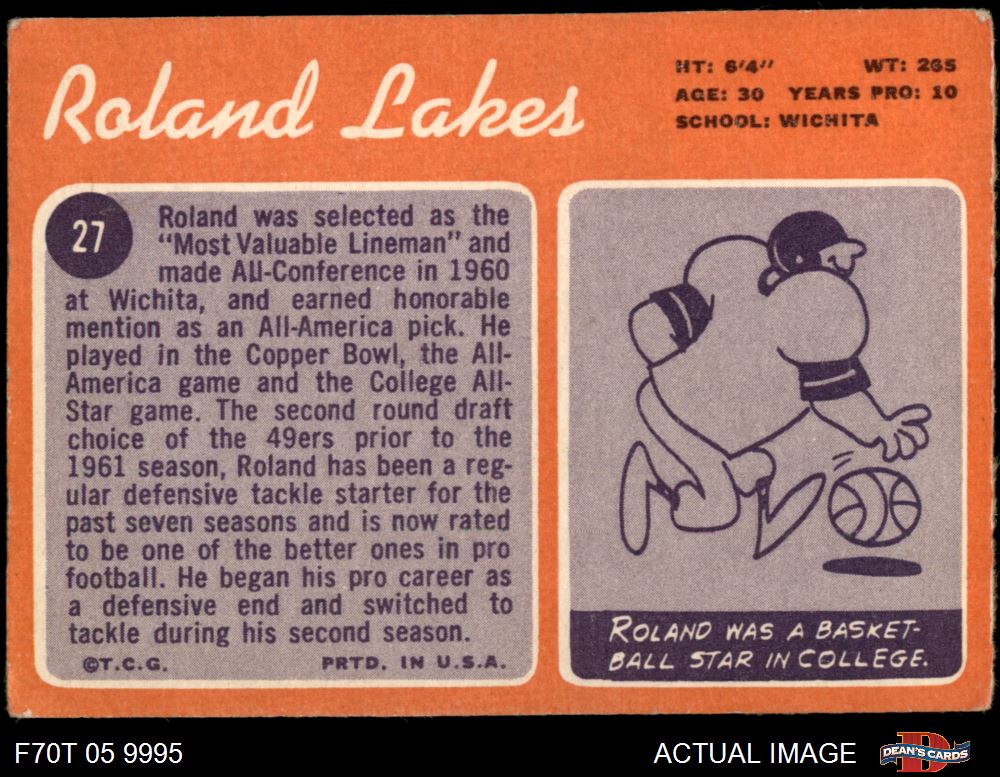 Roland Lakes
HT: 6'4" WT: 265
AGE: 30 YEARS PRO: 10
SCHOOL: WICHITA
27
Roland was selected as the
"Most Valuable Lineman" and
made All-Conference in 1960
at Wichita, and earned honorable
mention as an All-America pick. He
played in the Copper Bowl, the All-
America game and the College All-
Star game. The second round draft
choice of the 49ers prior to the
1961 season, Roland has been a reg-
ular defensive tackle starter for the
past seven seasons and is now rated
to be one of the better ones in pro
football. He began his pro career as
a defensive end and switched to
tackle during his second season.
©T.C.G. PRTD. IN U.S.A.
ROLAND WAS A BASKET-
BALL STAR IN COLLEGE.
F70T 05 9995
ACTUAL IMAGE
D
DEAN'S CARDS